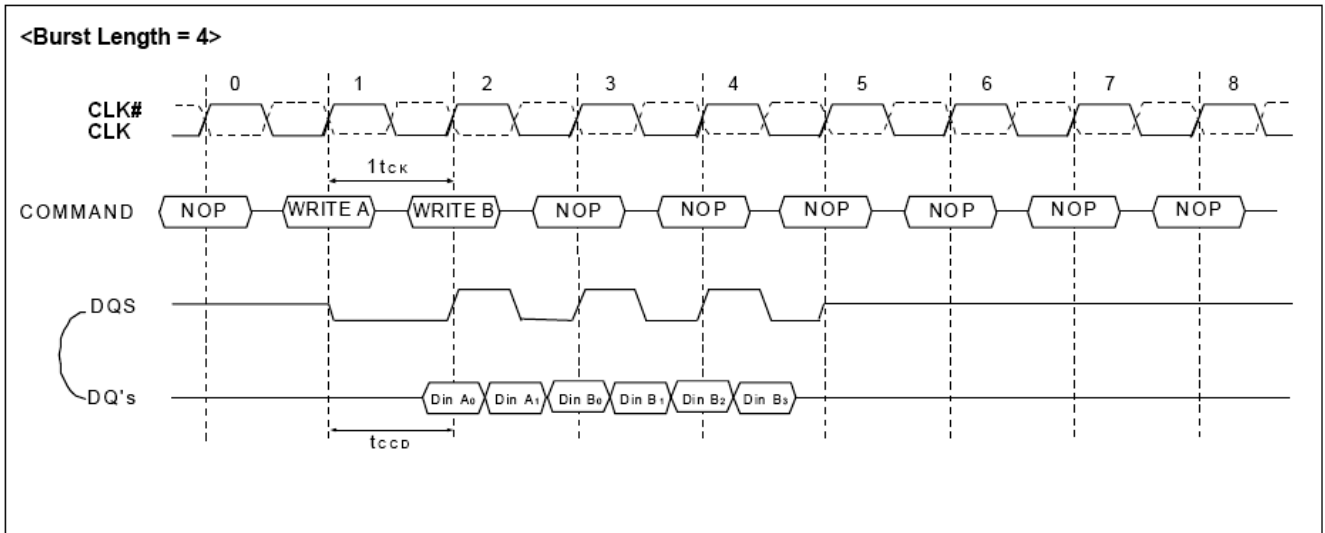 <Burst Length = 4>
0 1 2 3 4 5 6 7 8
CLK#
CLK
1tCK
COMMAND NOP WRITE A WRITE B NOP NOP NOP NOP NOP NOP
DQS
DQ's Din A0 Din A1 Din B0 Din B1 Din B2 Din B3
tCCD